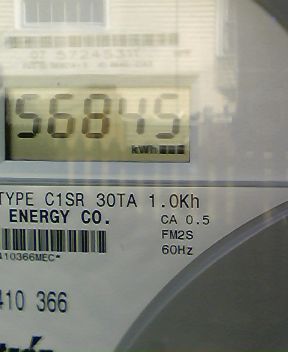 56845
kWh
TYPE C1SR 30TA 1.0Kh
ENERGY CO.
CA 0.5
FM2S
60Hz
410366MEC*
410 366